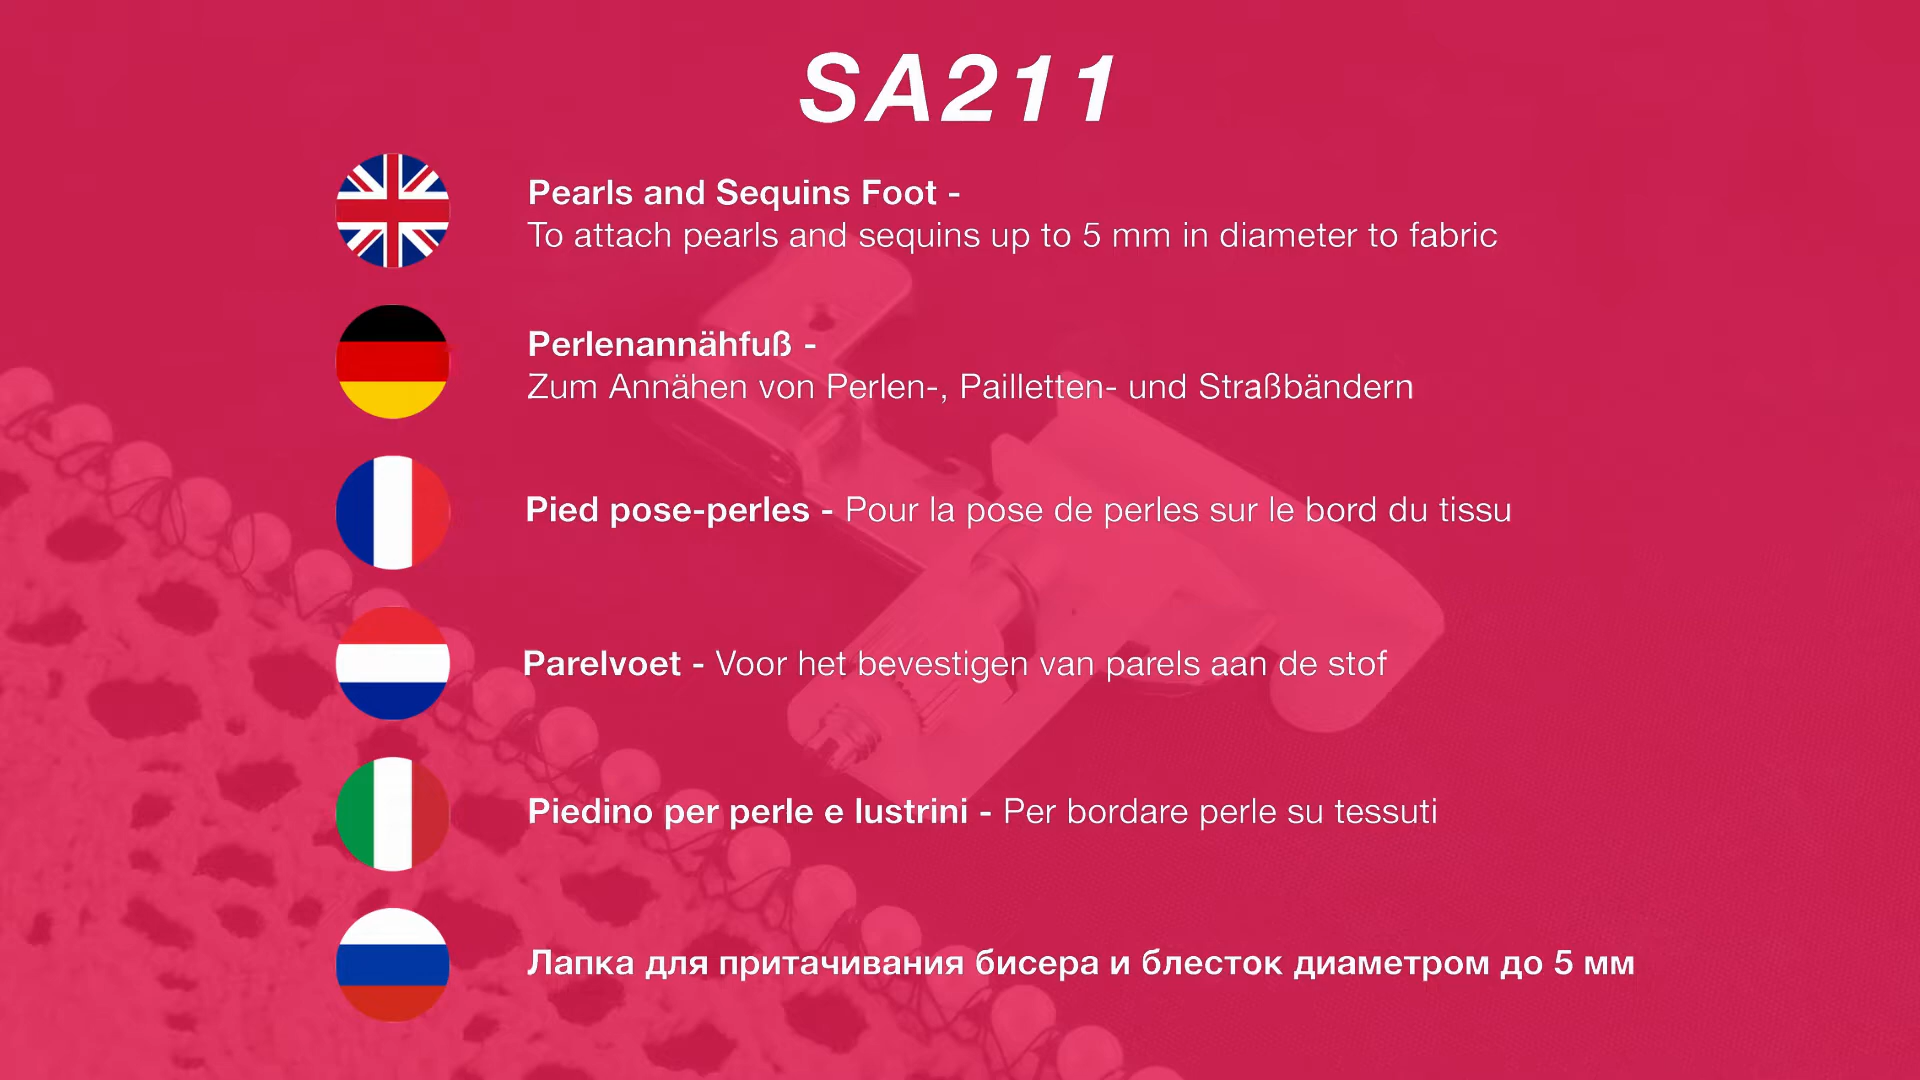 SA211
Pearls and Sequins Foot -
To attach pearls and sequins up to 5 mm in diameter to fabric
Perlenannähfuß -
Zum Annähen von Perlen-, Pailletten- und Straßbändern
Pied pose-perles - Pour la pose de perles sur le bord du tissu
Parelvoet - Voor het bevestigen van parels aan de stof
Piedino per perle e lustrini - Per bordare perle su tessuti
Лапка для притачивания бисера и блесток диаметром до 5 мм